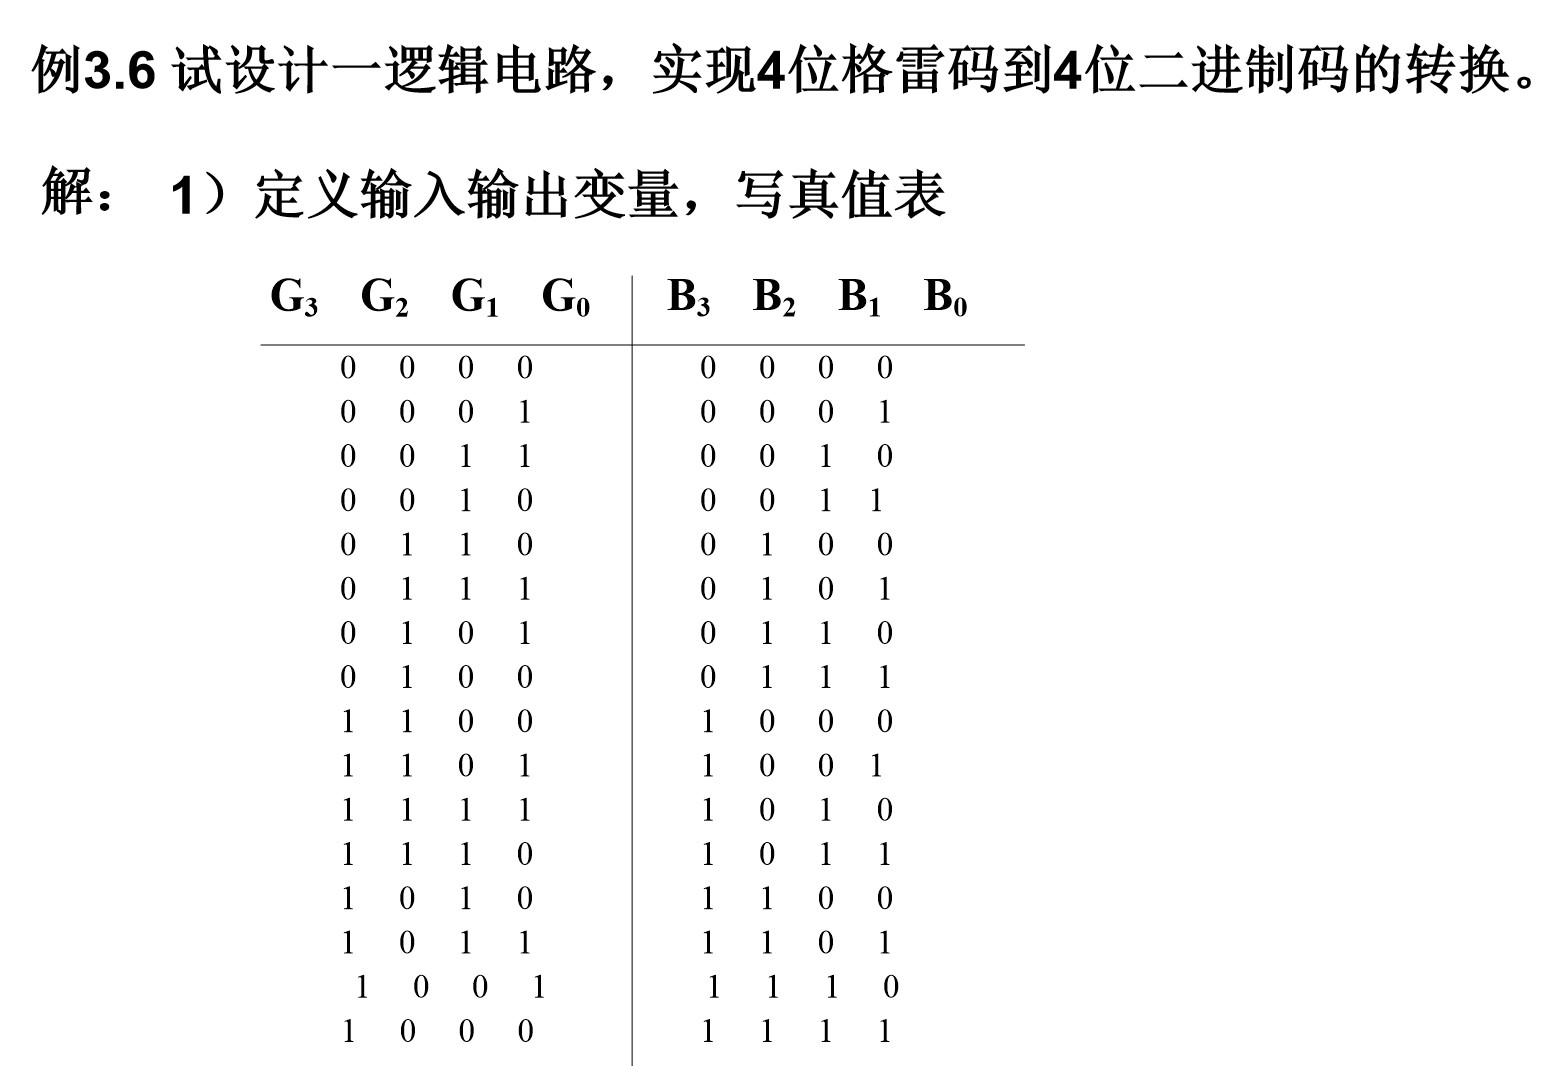 例3.6 试设计一逻辑电路，实现4位格雷码到4位二进制码的转换。
解： 1）定义输入输出变量，写真值表
G₃ G₂ G₁ G₀ B₃ B₂ B₁ B₀
0 0 0 0 0 0 0 0
0 0 0 1 0 0 0 1
0 0 1 1 0 0 1 0
0 0 1 0 0 0 1 1
0 1 1 0 0 1 0 0
0 1 1 1 0 1 0 1
0 1 0 1 0 1 1 0
0 1 0 0 0 1 1 1
1 1 0 0 1 0 0 0
1 1 0 1 1 0 0 1
1 1 1 1 1 0 1 0
1 1 1 0 1 0 1 1
1 0 1 0 1 1 0 0
1 0 1 1 1 1 0 1
1 0 0 1 1 1 1 0
1 0 0 0 1 1 1 1